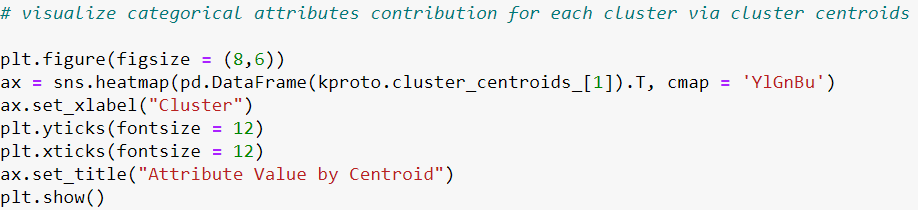 # visualize categorical attributes contribution for each cluster via cluster centroids
plt.figure(figsize = (8,6))
ax = sns.heatmap(pd.DataFrame(kproto.cluster_centroids_[1]).T, cmap = 'YlGnBu')
ax.set_xlabel("Cluster")
plt.yticks(fontsize = 12)
plt.xticks(fontsize = 12)
ax.set_title("Attribute Value by Centroid")
plt.show()